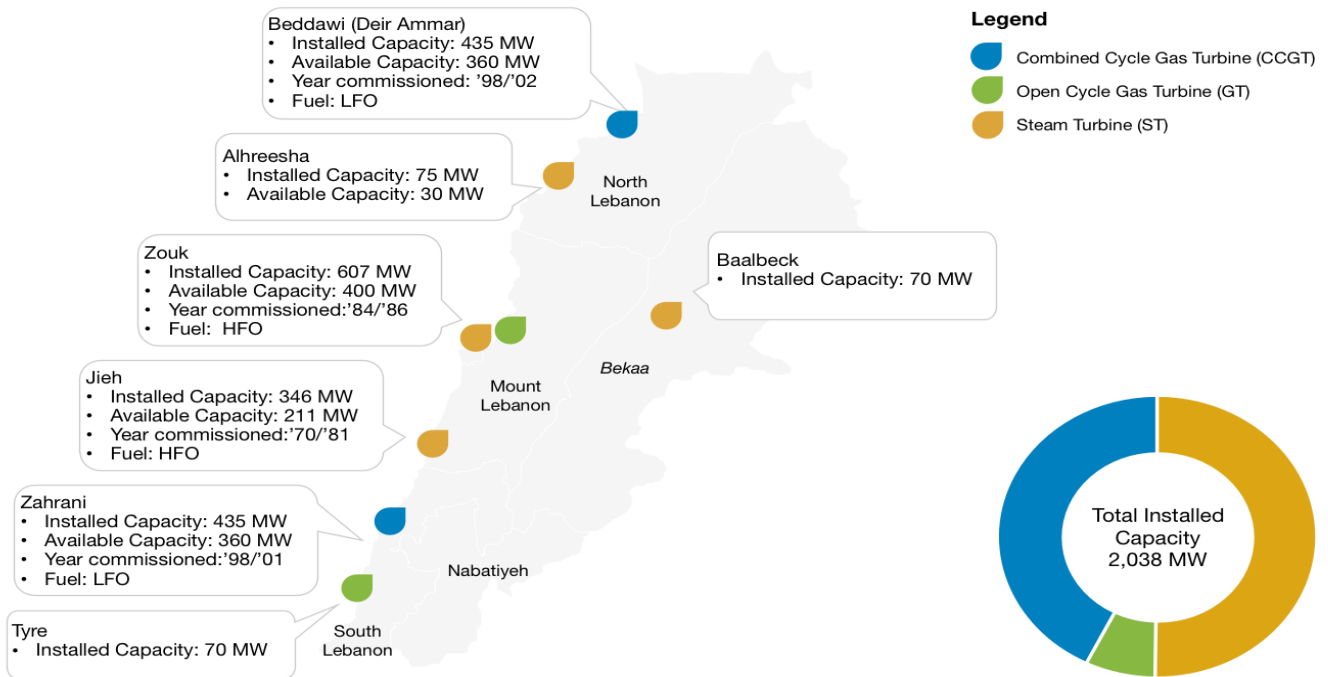 Beddawi (Deir Ammar)
• Installed Capacity: 435 MW
• Available Capacity: 360 MW
• Year commissioned: ’98/’02
• Fuel: LFO
Alhreesha
• Installed Capacity: 75 MW
• Available Capacity: 30 MW
Zouk
• Installed Capacity: 607 MW
• Available Capacity: 400 MW
• Year commissioned:’84/’86
• Fuel: HFO
Jieh
• Installed Capacity: 346 MW
• Available Capacity: 211 MW
• Year commissioned:’70/’81
• Fuel: HFO
Zahrani
• Installed Capacity: 435 MW
• Available Capacity: 360 MW
• Year commissioned:’98/’01
• Fuel: LFO
Tyre
• Installed Capacity: 70 MW
North
Lebanon
Baalbeck
• Installed Capacity: 70 MW
Bekaa
Mount
Lebanon
Nabatiyeh
South
Lebanon
Legend
Combined Cycle Gas Turbine (CCGT)
Open Cycle Gas Turbine (GT)
Steam Turbine (ST)
Total Installed
Capacity
2,038 MW